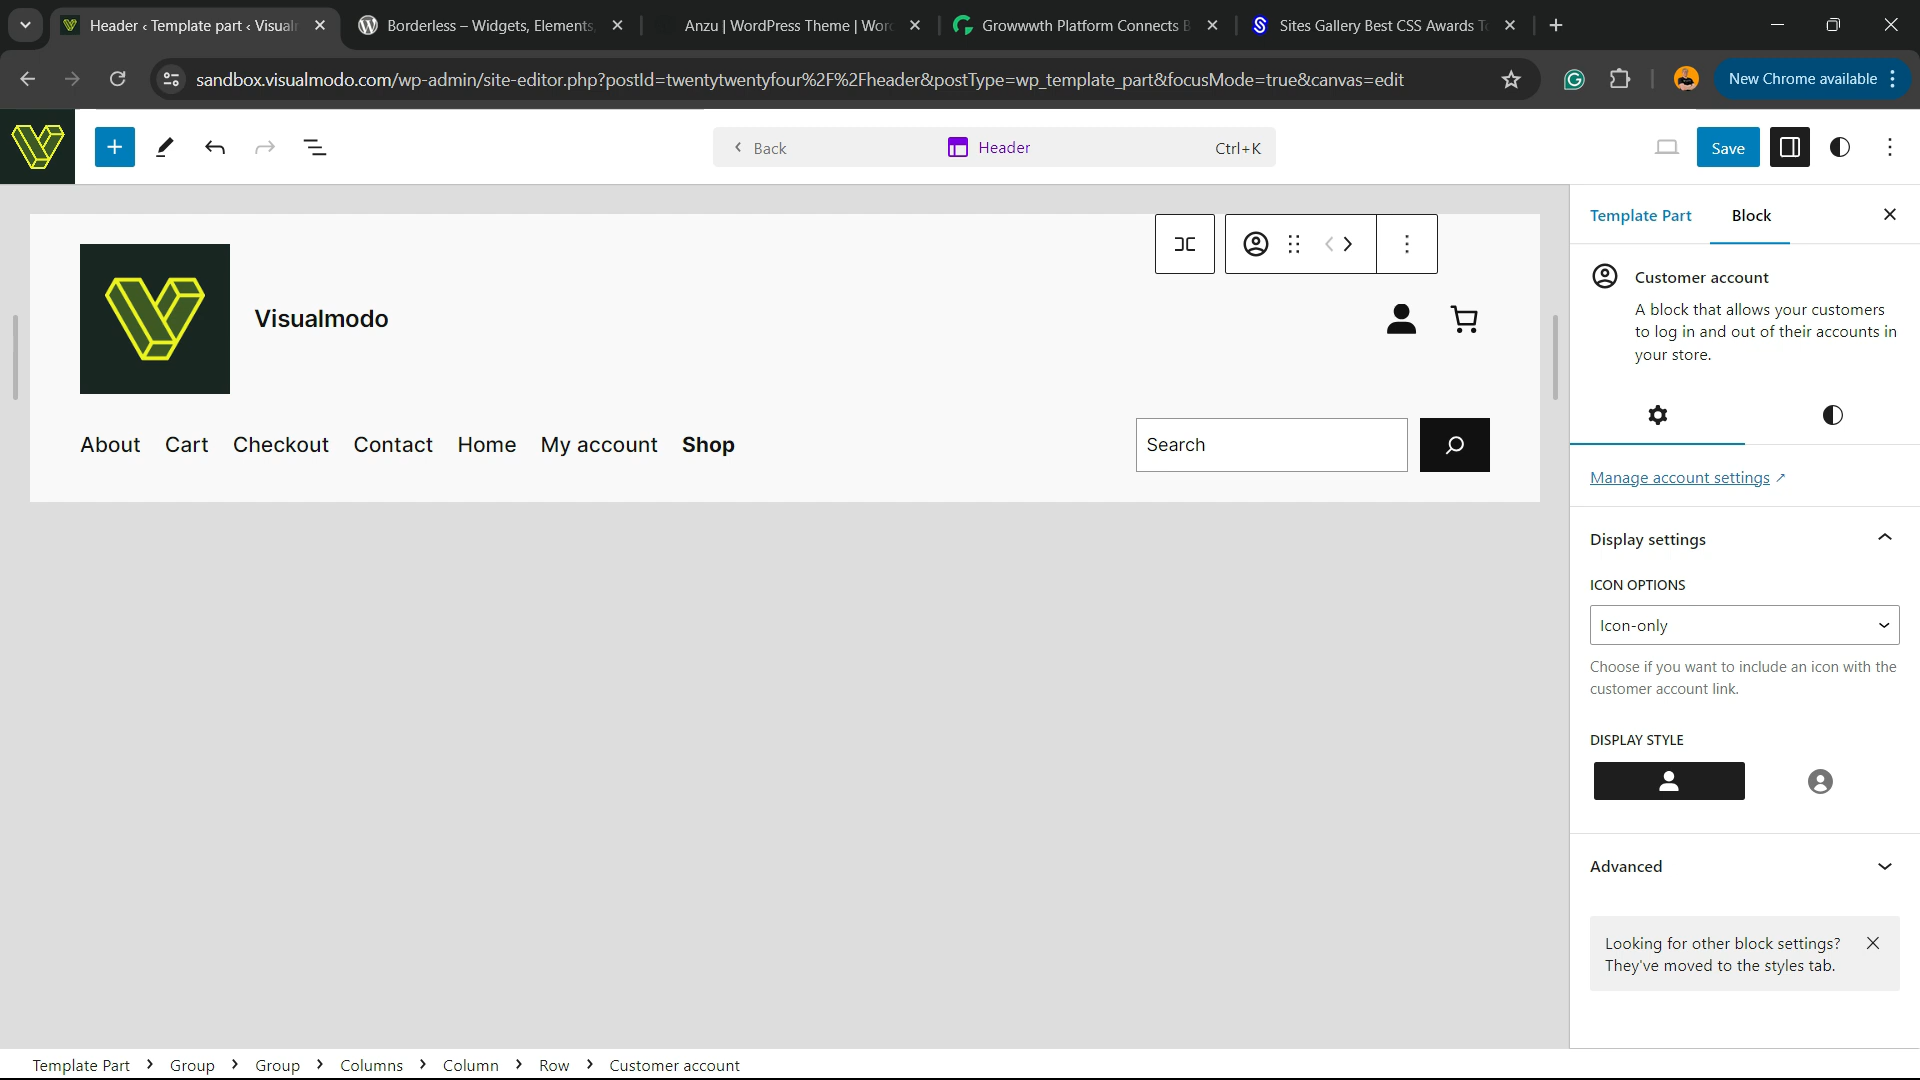 Header ‹ Template part ‹ Visualm
Borderless – Widgets, Elements,
Anzu | WordPress Theme | Wor
Growwwth Platform Connects B
Sites Gallery Best CSS Awards To
sandbox.visualmodo.com/wp-admin/site-editor.php?postId=twentytwentyfour%2F%2Fheader&postType=wp_template_part&focusMode=true&canvas=edit
New Chrome available
Back
Header
Ctrl+K
Save
Template Part
Block
Customer account
A block that allows your customers
to log in and out of their accounts in
your store.
Visualmodo
About Cart Checkout Contact Home My account Shop
Search
Manage account settings ↗
Display settings
ICON OPTIONS
Icon-only
Choose if you want to include an icon with the
customer account link.
DISPLAY STYLE
Advanced
Looking for other block settings?
They've moved to the styles tab.
Template Part › Group › Group › Columns › Column › Row › Customer account